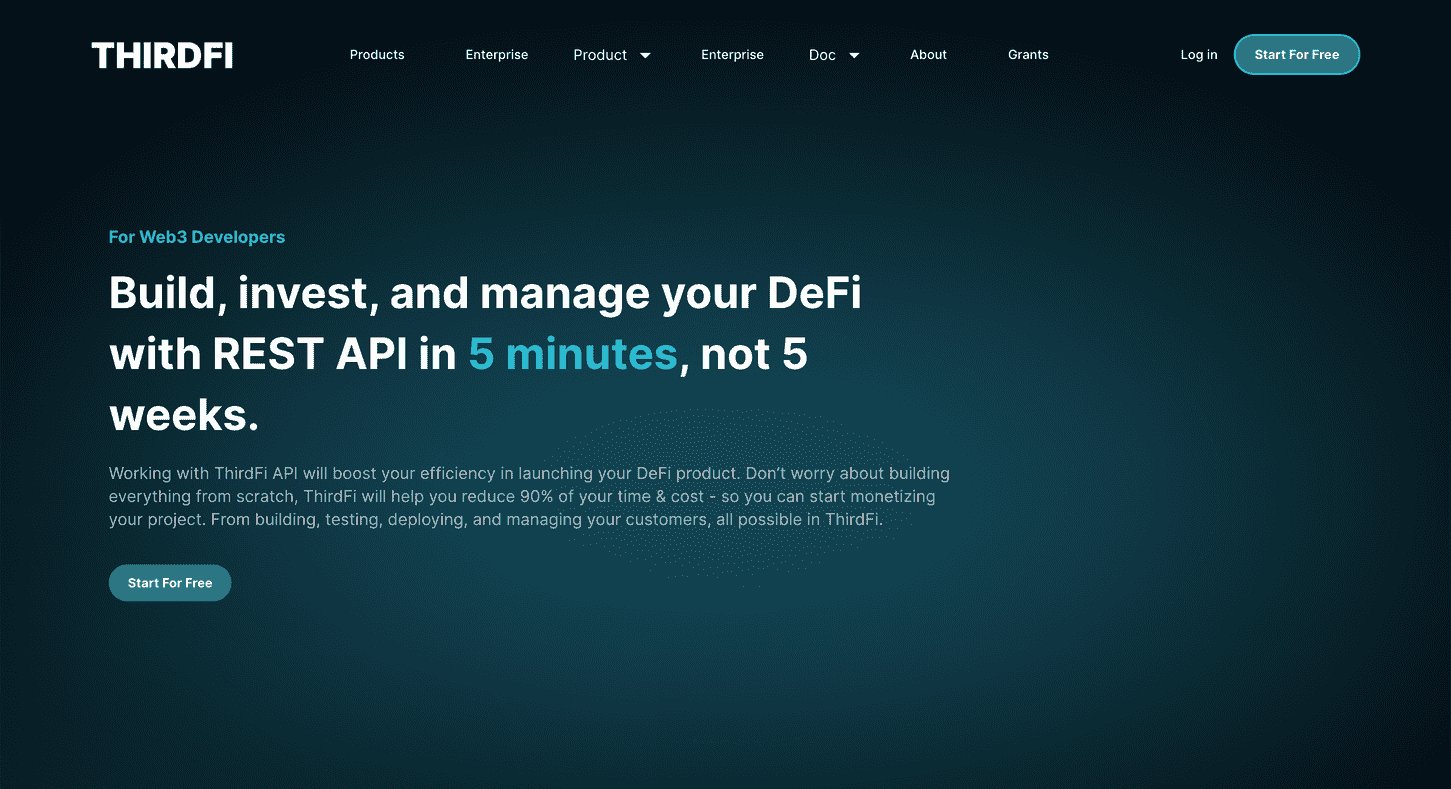 THIRDFI
Products Enterprise Product Enterprise Doc About Grants Log in Start For Free
For Web3 Developers
Build, invest, and manage your DeFi
with REST API in 5 minutes, not 5
weeks.
Working with ThirdFi API will boost your efficiency in launching your DeFi product. Don’t worry about building
everything from scratch, ThirdFi will help you reduce 90% of your time & cost - so you can start monetizing
your project. From building, testing, deploying, and managing your customers, all possible in ThirdFi.
Start For Free